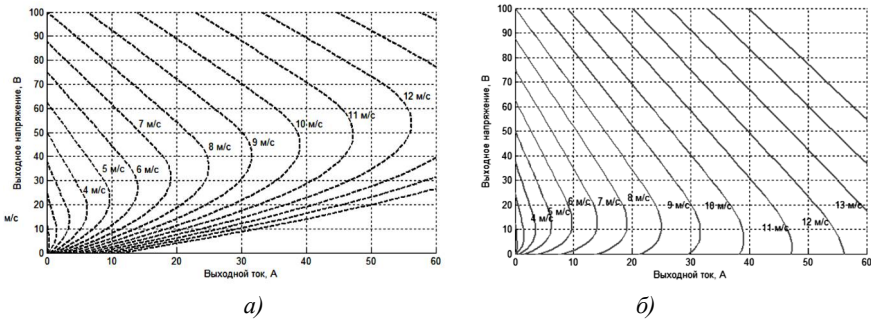 100
90
80
70
60
50
40
30
20
10
0
Выходное напряжение, В
м/с
4 м/с
5 м/с
6 м/с
7 м/с
8 м/с
9 м/с
10 м/с
11 м/с
12 м/с
0 10 20 30 40 50 60
Выходной ток, А
а)
100
90
80
70
60
50
40
30
20
10
0
Выходное напряжение, В
4 м/с
5 м/с
6 м/с
7 м/с
8 м/с
9 м/с
10 м/с
11 м/с
12 м/с
13 м/с
0 10 20 30 40 50 60
Выходной ток, А
б)